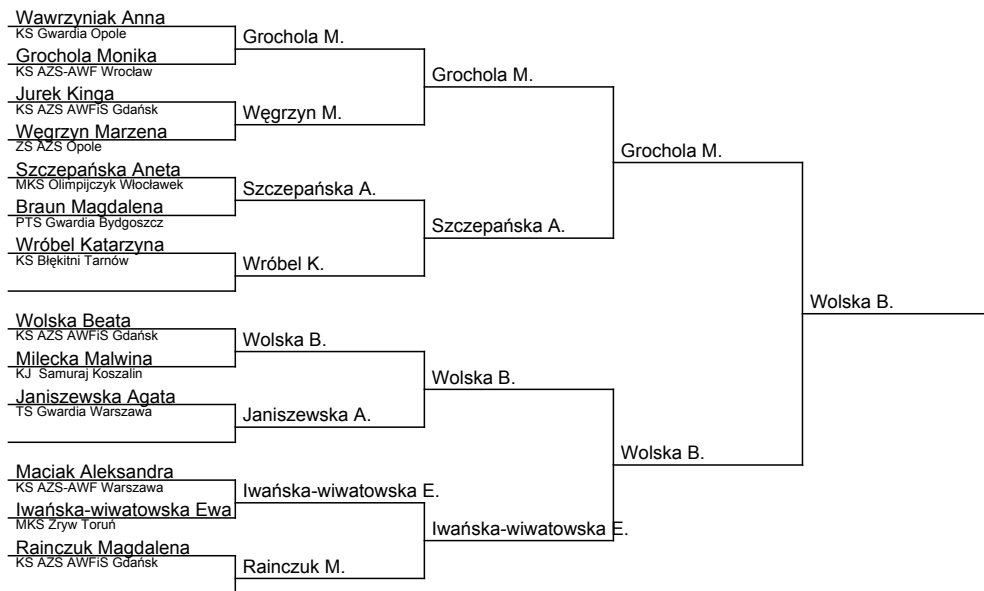 Wawrzyniak Anna
KS Gwardia Opole
Grochola Monika
KS AZS-AWF Wrocław
Jurek Kinga
KS AZS AWFiS Gdańsk
Węgrzyn Marzena
ZS AZS Opole
Szczepańska Aneta
MKS Olimpijczyk Włocławek
Braun Magdalena
PTS Gwardia Bydgoszcz
Wróbel Katarzyna
KS Błękitni Tarnów
Wolska Beata
KS AZS AWFiS Gdańsk
Milecka Malwina
KJ Samuraj Koszalin
Janiszewska Agata
TS Gwardia Warszawa
Maciak Aleksandra
KS AZS-AWF Warszawa
Iwańska-wiwatowska Ewa
MKS Zryw Toruń
Rainczuk Magdalena
KS AZS AWFiS Gdańsk
Grochola M.
Węgrzyn M.
Szczepańska A.
Wróbel K.
Wolska B.
Janiszewska A.
Iwańska-wiwatowska E.
Rainczuk M.
Grochola M.
Szczepańska A.
Wolska B.
Iwańska-wiwatowska E.
Grochola M.
Wolska B.
Wolska B.